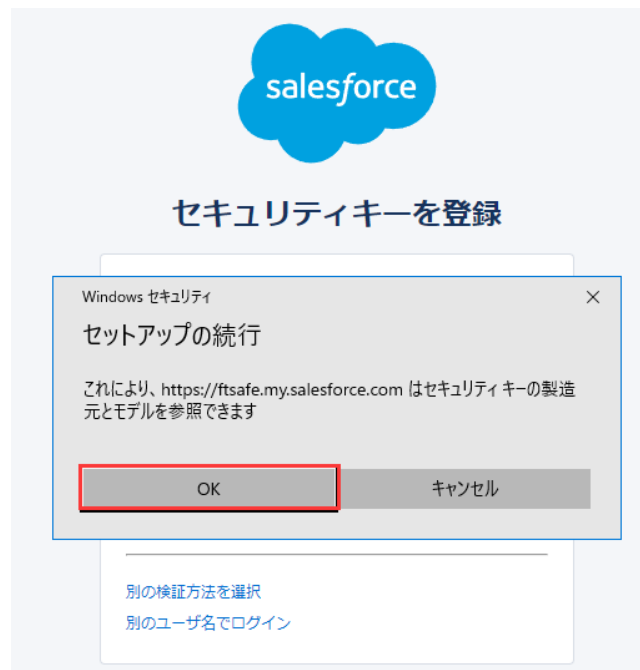 salesforce
セキュリティキーを登録
Windows セキュリティ
セットアップの続行
これにより、https://ftsafe.my.salesforce.com はセキュリティ キーの製造
元とモデルを参照できます
OK
キャンセル
別の検証方法を選択
別のユーザ名でログイン